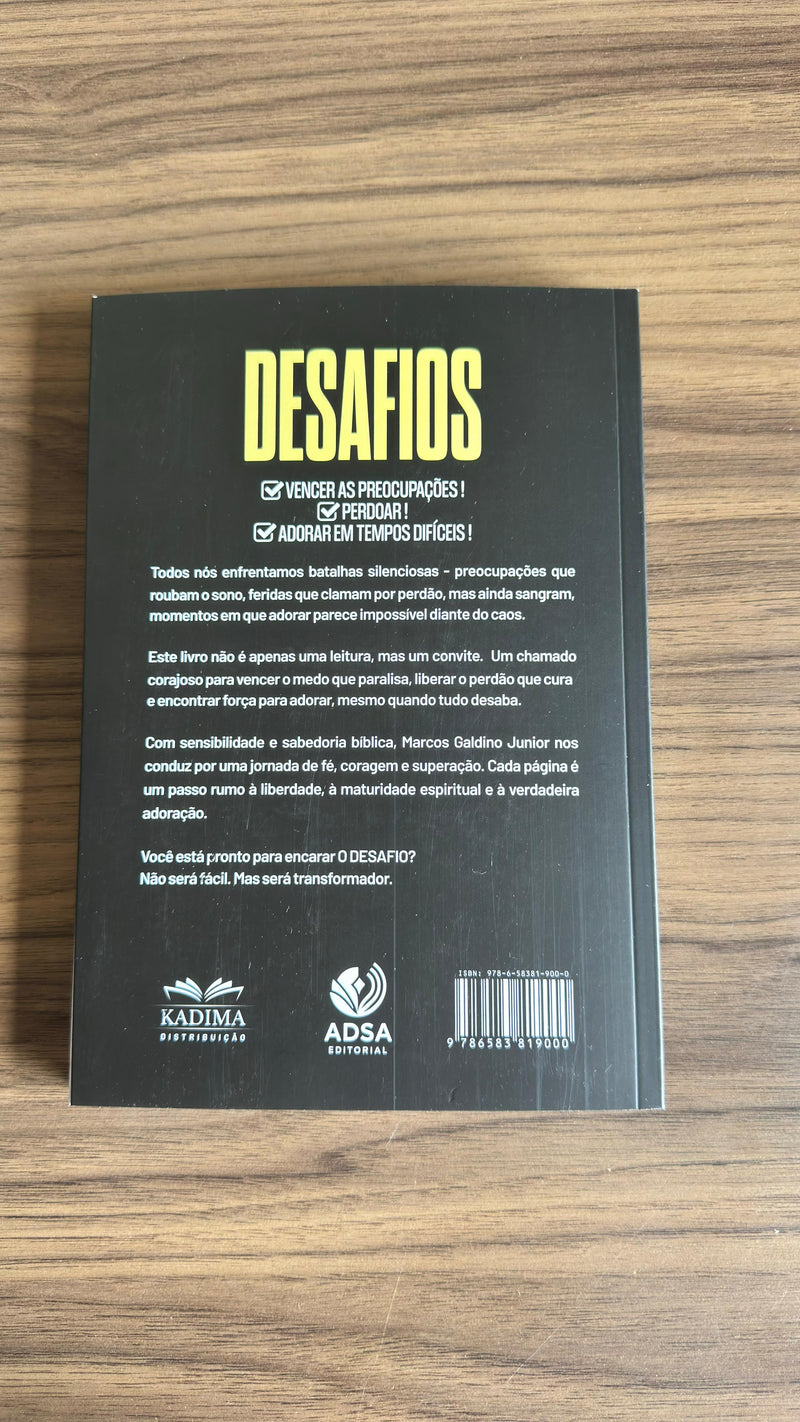 DESAFIOS
VENCER AS PREOCUPAÇÕES !
PERDOAR !
ADORAR EM TEMPOS DIFÍCEIS !
Todos nós enfrentamos batalhas silenciosas - preocupações que
roubam o sono, feridas que clamam por perdão, mas ainda sangram,
momentos em que adorar parece impossível diante do caos.
Este livro não é apenas uma leitura, mas um convite. Um chamado
corajoso para vencer o medo que paralisa, liberar o perdão que cura
e encontrar força para adorar, mesmo quando tudo desaba.
Com sensibilidade e sabedoria bíblica, Marcos Galdino Junior nos
conduz por uma jornada de fé, coragem e superação. Cada página é
um passo rumo à liberdade, à maturidade espiritual e à verdadeira
adoração.
Você está pronto para encarar O DESAFIO?
Não será fácil. Mas será transformador.
KADIMA
DISTRIBUIÇÃO
ADSA
EDITORIAL
ISBN: 978-6-58381-900-0
9 786583 819000